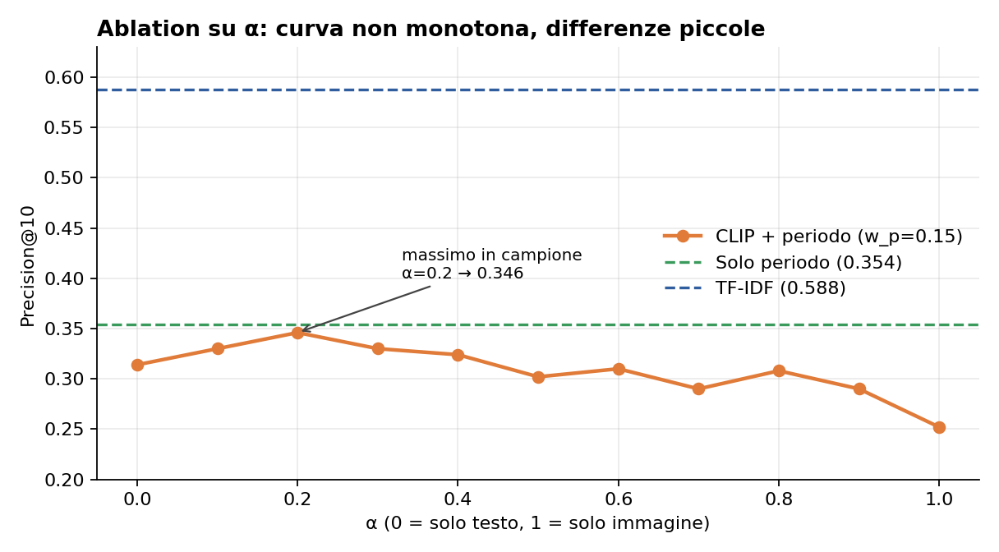 Ablation su α: curva non monotona, differenze piccole
0.60
0.55
0.50
0.45
0.40
0.35
0.30
0.25
0.20
Precision@10
massimo in campione
α=0.2 → 0.346
CLIP + periodo (w_p=0.15)
Solo periodo (0.354)
TF-IDF (0.588)
0.0 0.2 0.4 0.6 0.8 1.0
α (0 = solo testo, 1 = solo immagine)